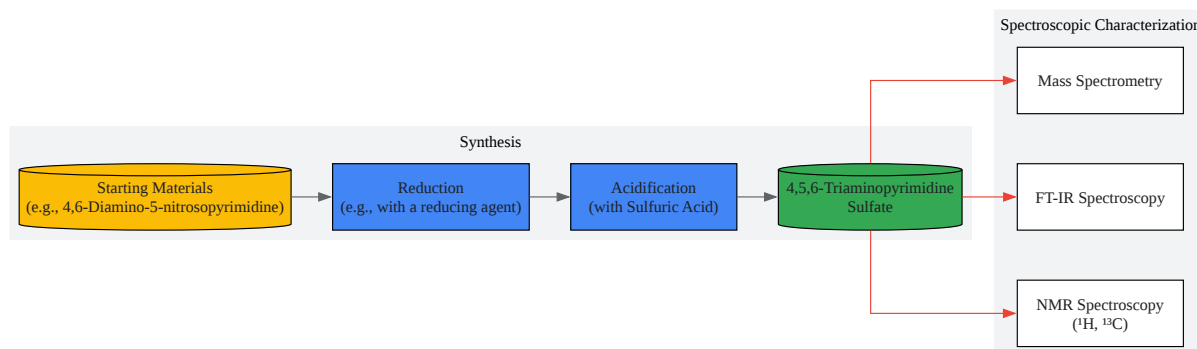 Spectroscopic Characterization
Mass Spectrometry
Synthesis
Starting Materials
(e.g., 4,6-Diamino-5-nitrosopyrimidine)
Reduction
(e.g., with a reducing agent)
Acidification
(with Sulfuric Acid)
4,5,6-Triaminopyrimidine
Sulfate
FT-IR Spectroscopy
NMR Spectroscopy
(¹H, ¹³C)